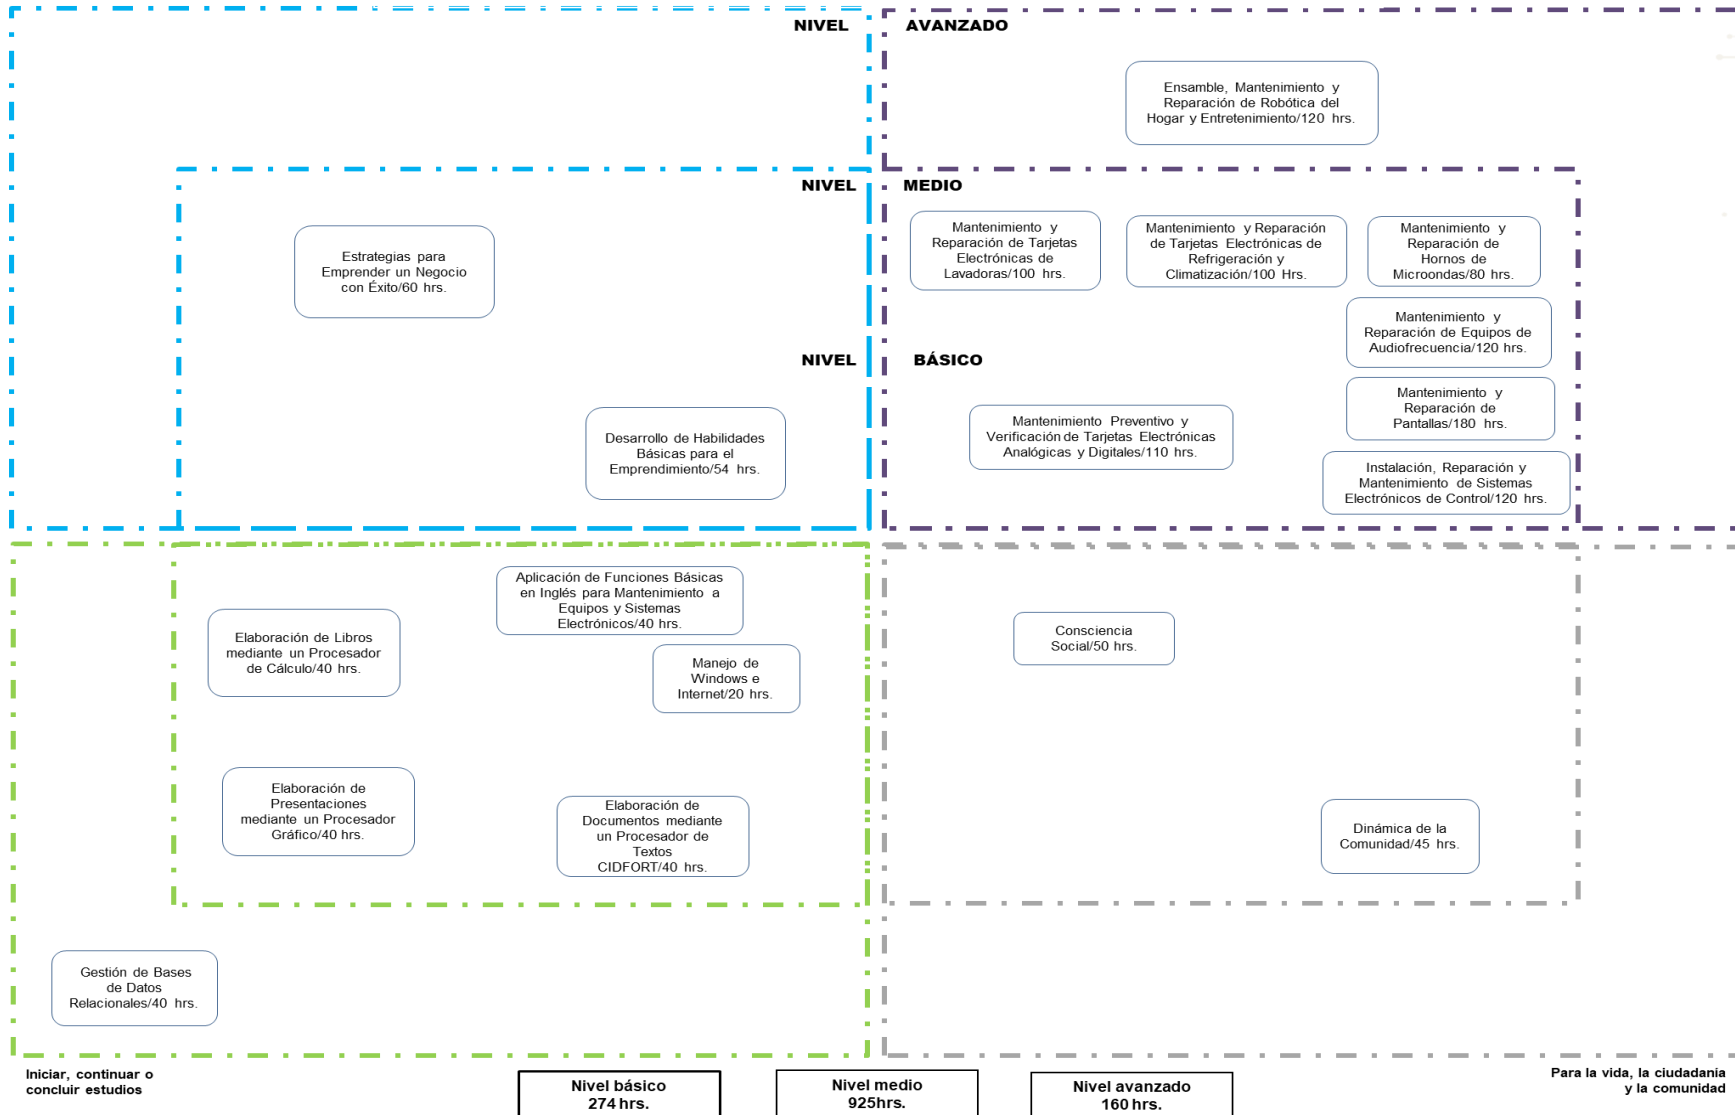 NIVEL AVANZADO
Ensamble, Mantenimiento y
Reparación de Robótica del
Hogar y Entretenimiento/120 hrs.
NIVEL MEDIO
Estrategias para
Emprender un Negocio
con Éxito/60 hrs.
Mantenimiento y
Reparación de Tarjetas
Electrónicas de
Lavadoras/100 hrs.
Mantenimiento y Reparación
de Tarjetas Electrónicas de
Refrigeración y
Climatización/100 Hrs.
Mantenimiento y
Reparación de
Hornos de
Microondas/80 hrs.
Mantenimiento y
Reparación de Equipos de
Audiofrecuencia/120 hrs.
NIVEL BÁSICO
Mantenimiento y
Reparación de
Pantallas/180 hrs.
Desarrollo de Habilidades
Básicas para el
Emprendimiento/54 hrs.
Mantenimiento Preventivo y
Verificación de Tarjetas Electrónicas
Analógicas y Digitales/110 hrs.
Instalación, Reparación y
Mantenimiento de Sistemas
Electrónicos de Control/120 hrs.
Aplicación de Funciones Básicas
en Inglés para Mantenimiento a
Equipos y Sistemas
Electrónicos/40 hrs.
Elaboración de Libros
mediante un Procesador
de Cálculo/40 hrs.
Manejo de
Windows e
Internet/20 hrs.
Consciencia
Social/50 hrs.
Elaboración de
Presentaciones
mediante un Procesador
Gráfico/40 hrs.
Elaboración de
Documentos mediante
un Procesador de
Textos
CIDFORT/40 hrs.
Dinámica de la
Comunidad/45 hrs.
Gestión de Bases
de Datos
Relacionales/40 hrs.
Iniciar, continuar o
concluir estudios
Nivel básico
274 hrs.
Nivel medio
925hrs.
Nivel avanzado
160 hrs.
Para la vida, la ciudadanía
y la comunidad